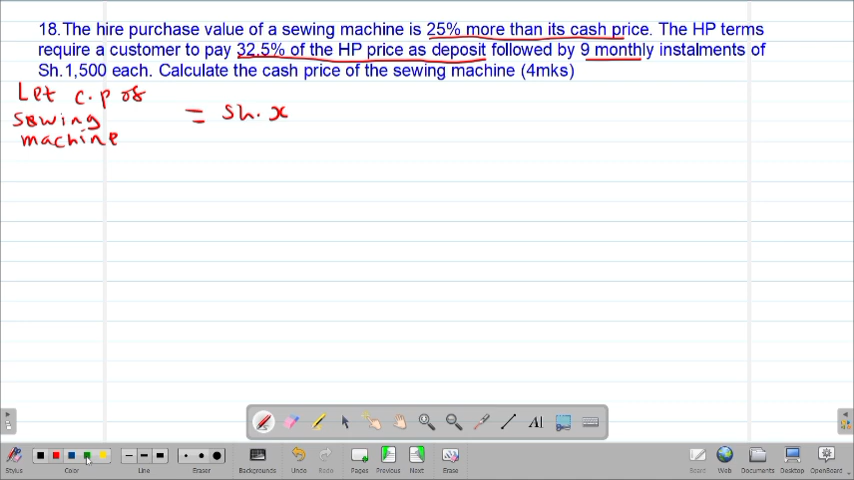 18.The hire purchase value of a sewing machine is 25% more than its cash price. The HP terms
require a customer to pay 32.5% of the HP price as deposit followed by 9 monthly instalments of
Sh.1,500 each. Calculate the cash price of the sewing machine (4mks)
Let c.p of
sewing
machine
= Sh. x
Stylus
Color
Line
Eraser
Backgrounds
Undo
Redo
Pages
Previous
Next
Erase
Board
Web
Documents
Desktop
OpenBoard